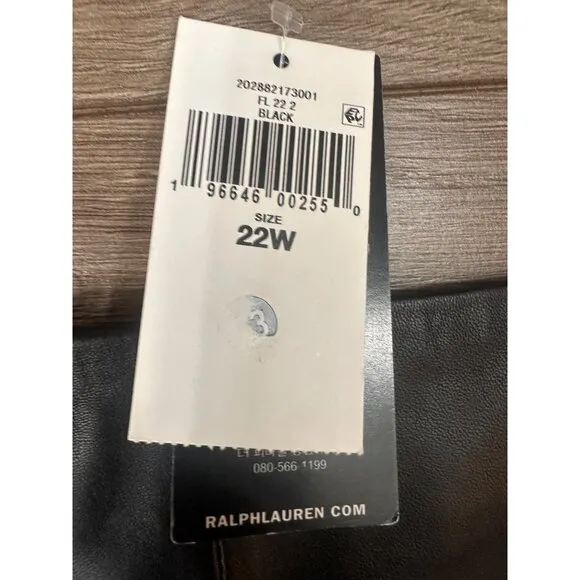 202882173001
FL 22 2
BLACK
1 96646 00255 0
SIZE
22W
3
080-566 1199
RALPHLAUREN COM